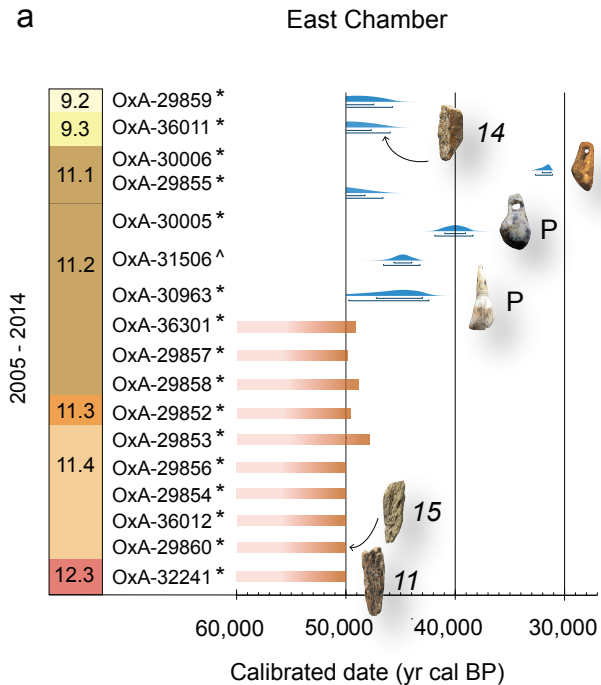 a
East Chamber
9.2
OxA-29859 *
9.3
OxA-36011 *
14
11.1
OxA-30006 *
OxA-29855 *
OxA-30005 *
P
11.2
OxA-31506 ^
OxA-30963 *
P
OxA-36301 *
OxA-29857 *
OxA-29858 *
11.3
OxA-29852 *
OxA-29853 *
11.4
OxA-29856 *
OxA-29854 *
15
OxA-36012 *
OxA-29860 *
12.3
OxA-32241 *
11
2005 - 2014
60,000 50,000 40,000 30,000
Calibrated date (yr cal BP)